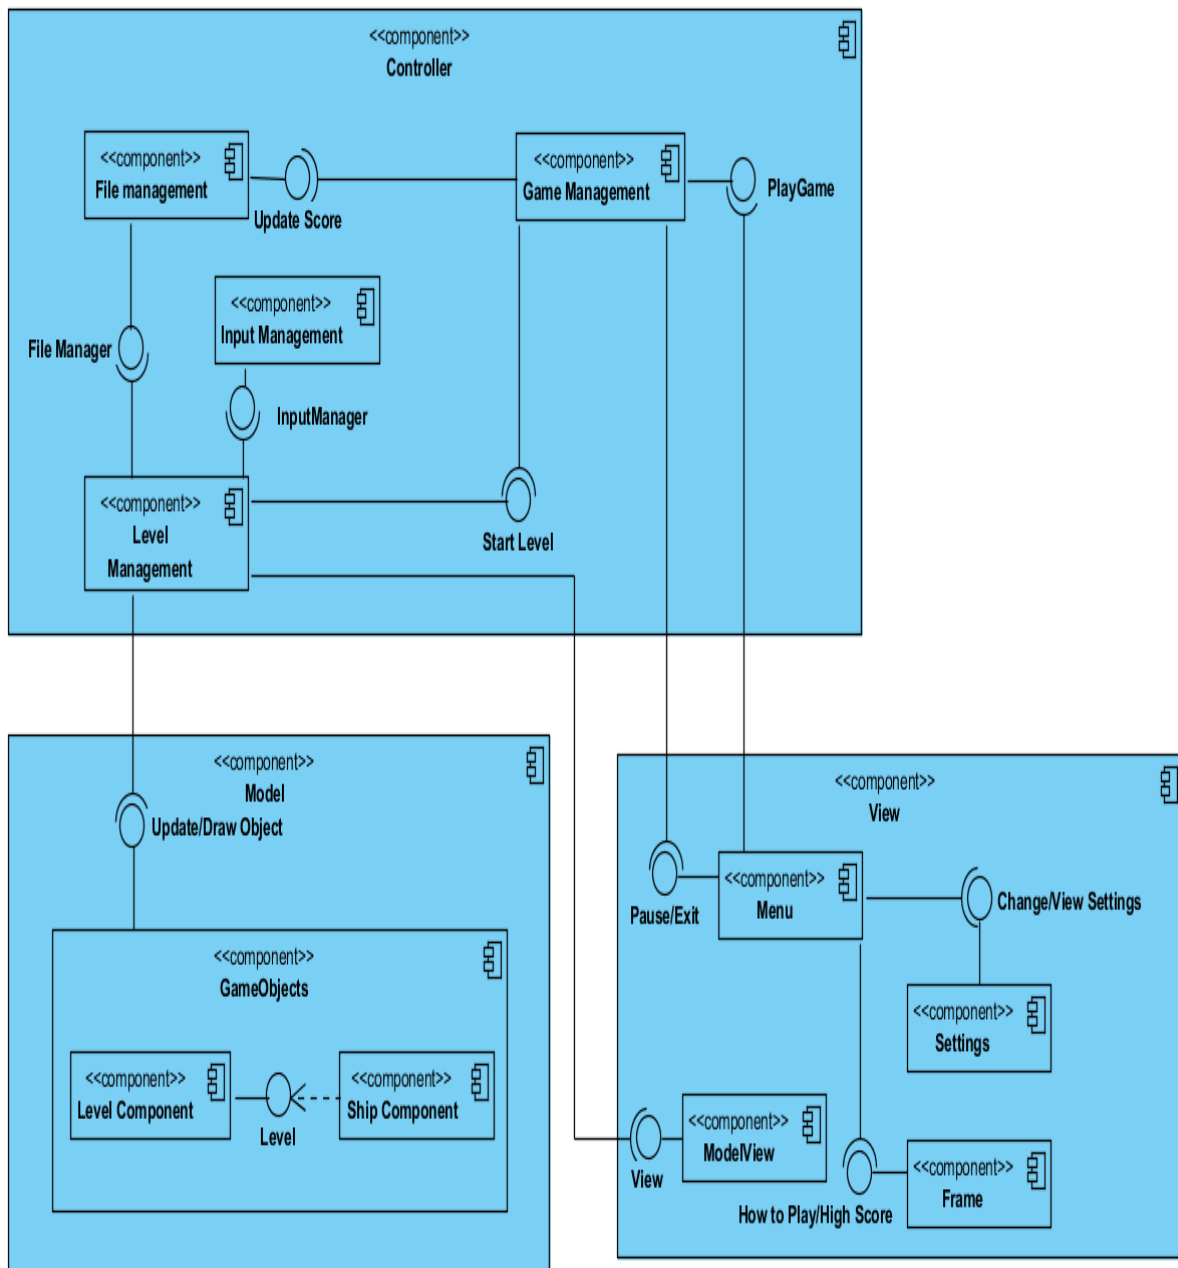 <<component>>
Controller
<<component>>
File management
Update Score
<<component>>
Game Management
PlayGame
<<component>>
Input Management
File Manager
InputManager
<<component>>
Level
Management
Start Level
<<component>>
Model
Update/Draw Object
<<component>>
GameObjects
<<component>>
Level Component
Level
<<component>>
Ship Component
<<component>>
View
<<component>>
Menu
Pause/Exit
Change/View Settings
<<component>>
Settings
<<component>>
ModelView
View
How to Play/High Score
<<component>>
Frame